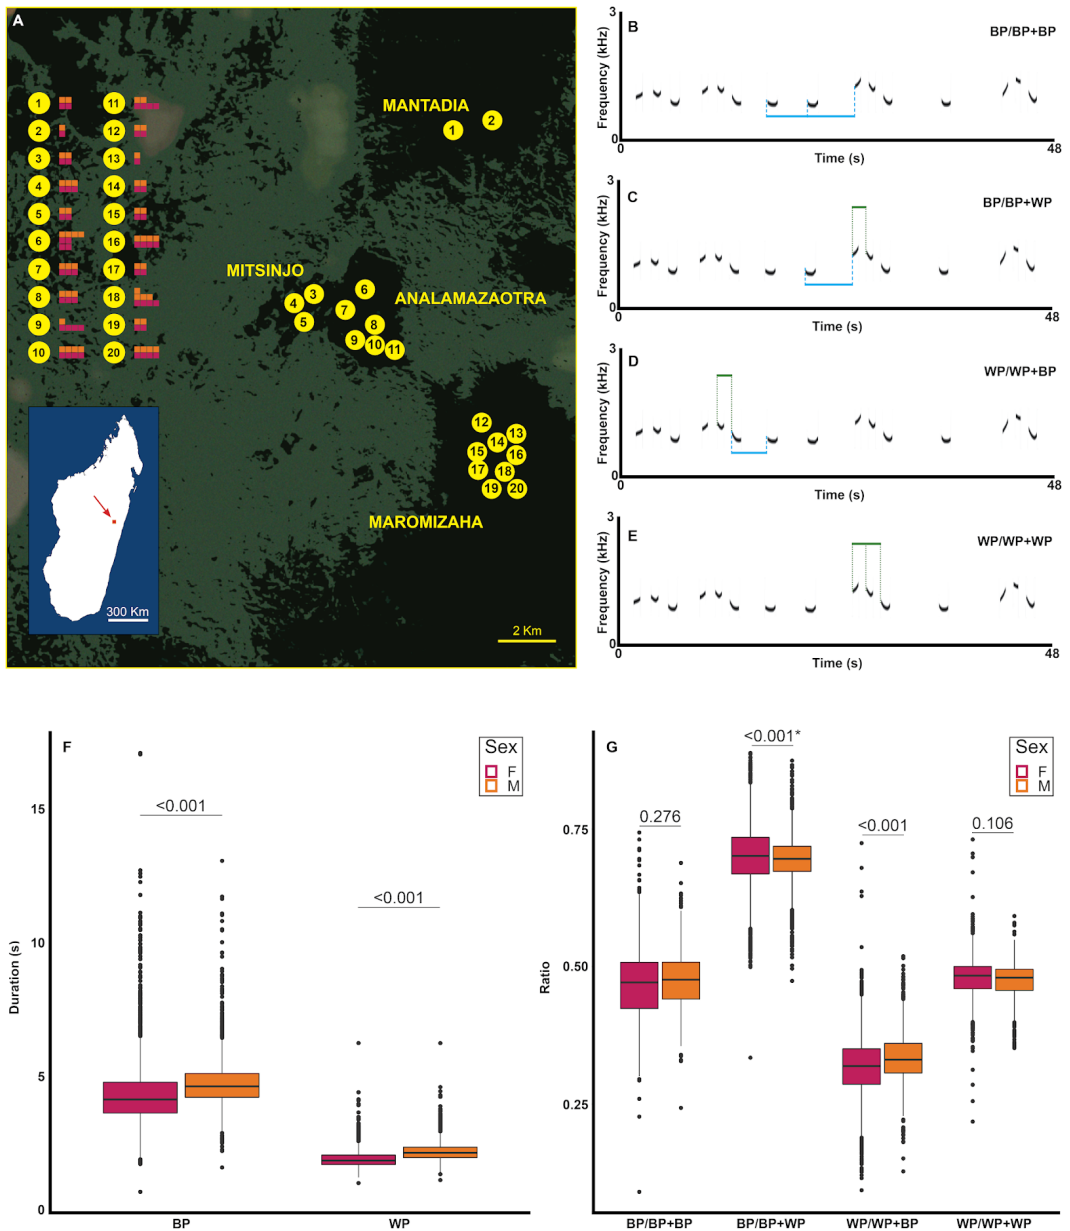 A
MANTADIA
1
2
1
11
2
12
3
13
4
14
5
15
6
16
7
17
8
18
9
19
10
20
MITSINJO
ANALAMAZAOTRA
3
4
5
6
7
8
9
10
11
12
13
14
15
16
17
18
19
20
MAROMIZAHA
300 Km
2 Km
B
BP/BP+BP
Frequency (kHz)
3
0
0
Time (s)
48
C
BP/BP+WP
Frequency (kHz)
3
0
0
Time (s)
48
D
WP/WP+BP
Frequency (kHz)
3
0
0
Time (s)
48
E
WP/WP+WP
Frequency (kHz)
3
0
0
Time (s)
48
F
Sex
F
M
<0.001
<0.001
Duration (s)
15
10
5
0
BP
WP
G
Sex
F
M
0.276
<0.001*
<0.001
0.106
Ratio
0.75
0.50
0.25
BP/BP+BP
BP/BP+WP
WP/WP+BP
WP/WP+WP